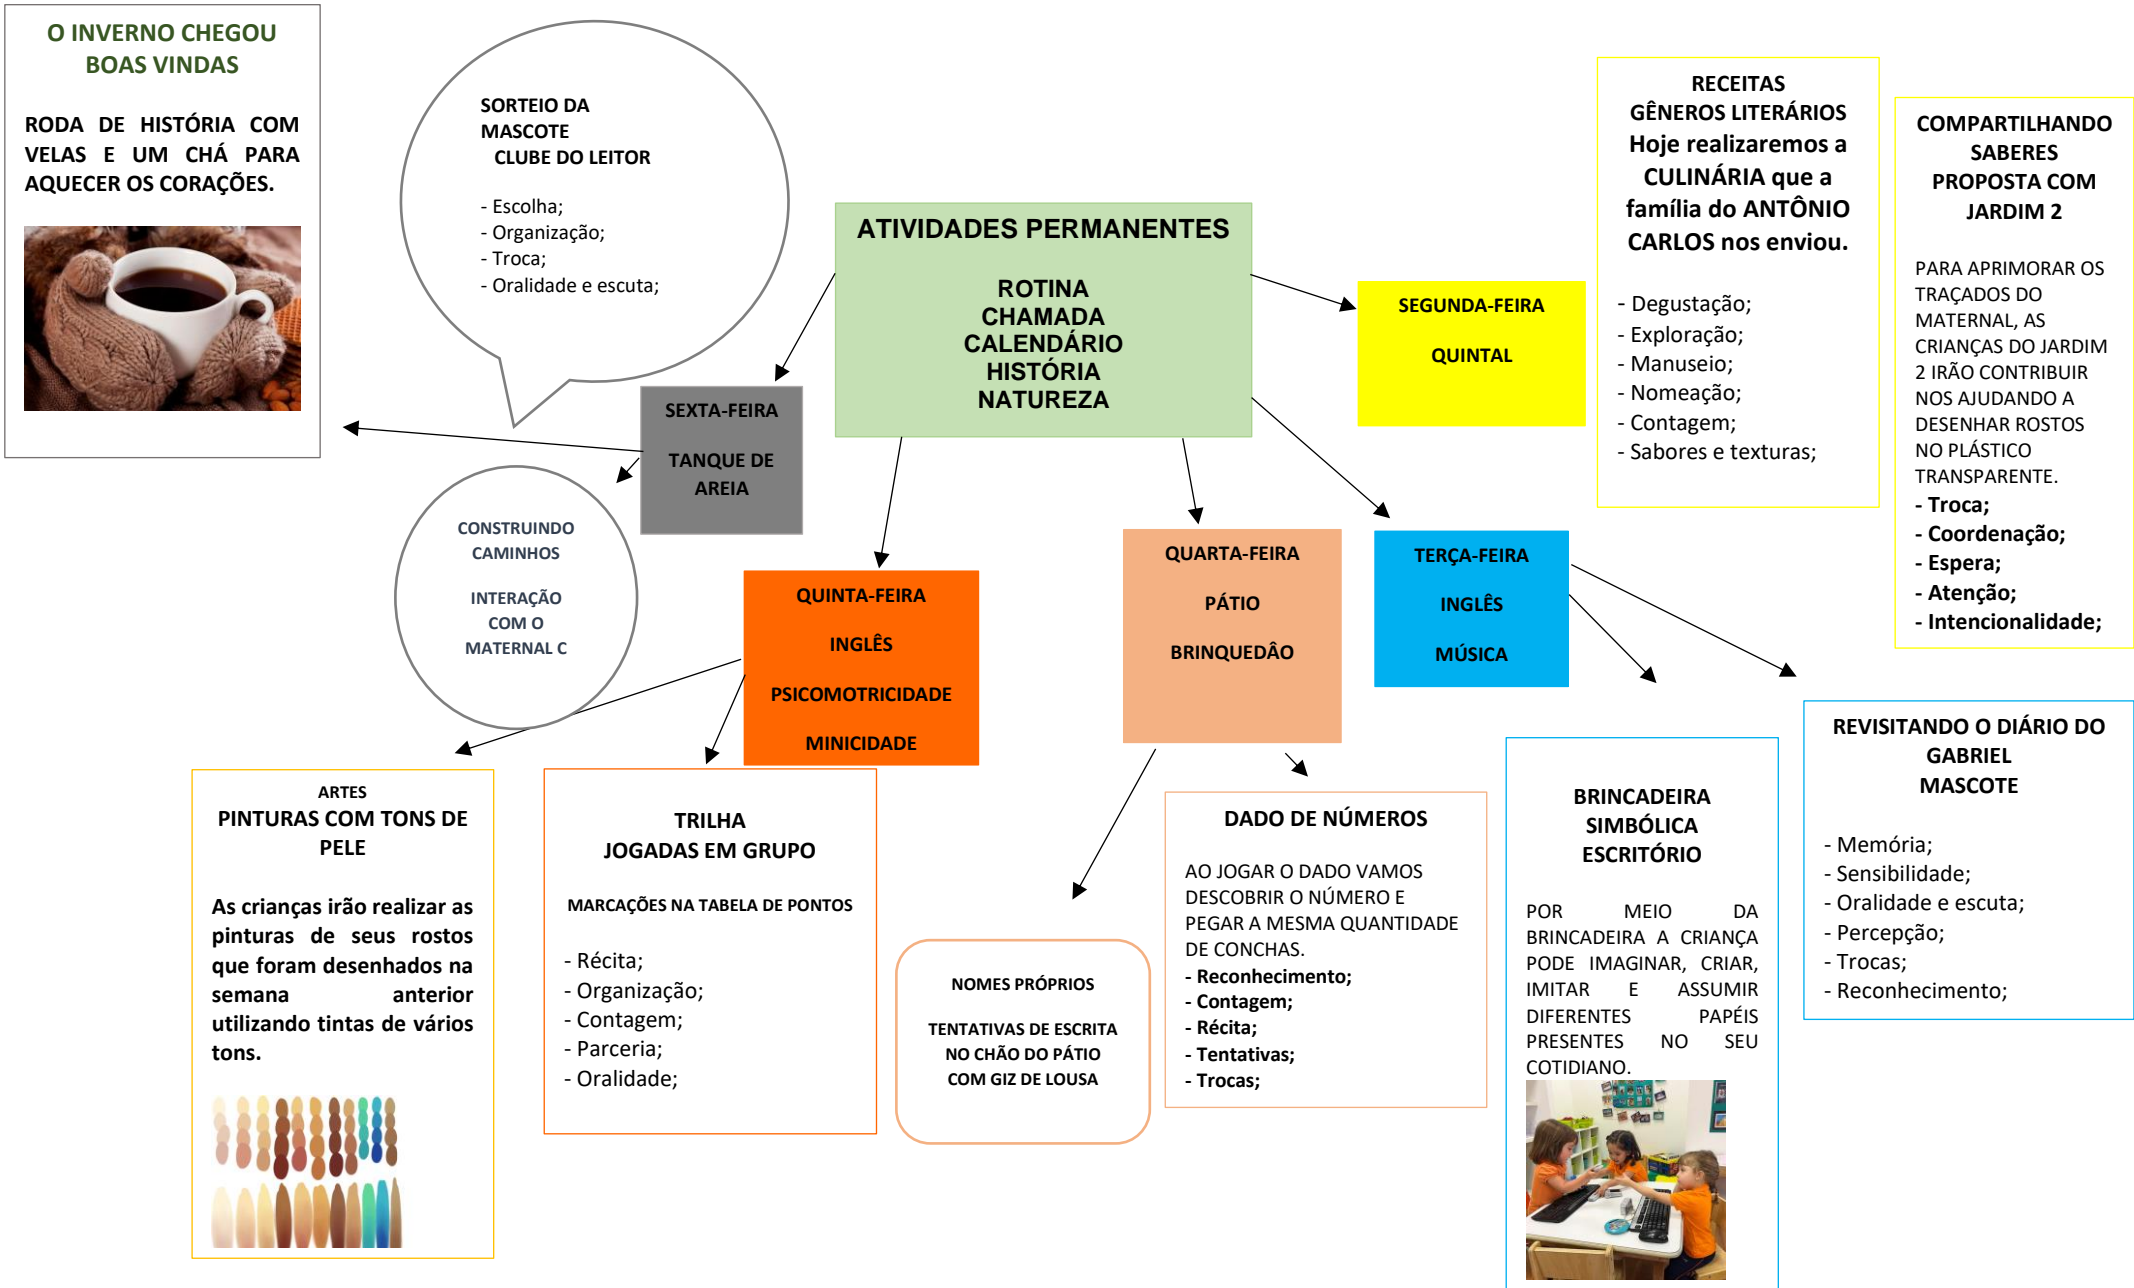 O INVERNO CHEGOU
BOAS VINDAS
RODA DE HISTÓRIA COM
VELAS E UM CHÁ PARA
AQUECER OS CORAÇÕES.
SORTEIO DA
MASCOTE
CLUBE DO LEITOR
- Escolha;
- Organização;
- Troca;
- Oralidade e escuta;
ATIVIDADES PERMANENTES
ROTINA
CHAMADA
CALENDÁRIO
HISTÓRIA
NATUREZA
SEGUNDA-FEIRA
QUINTAL
RECEITAS
GÊNEROS LITERÁRIOS
Hoje realizaremos a
CULINÁRIA que a
família do ANTÔNIO
CARLOS nos enviou.
- Degustação;
- Exploração;
- Manuseio;
- Nomeação;
- Contagem;
- Sabores e texturas;
COMPARTILHANDO
SABERES
PROPOSTA COM
JARDIM 2
PARA APRIMORAR OS
TRAÇADOS DO
MATERNAL, AS
CRIANÇAS DO JARDIM
2 IRÃO CONTRIBUIR
NOS AJUDANDO A
DESENHAR ROSTOS
NO PLÁSTICO
TRANSPARENTE.
- Troca;
- Coordenação;
- Espera;
- Atenção;
- Intencionalidade;
SEXTA-FEIRA
TANQUE DE
AREIA
CONSTRUINDO
CAMINHOS
INTERAÇÃO
COM O
MATERNAL C
QUINTA-FEIRA
INGLÊS
PSICOMOTRICIDADE
MINICIDADE
QUARTA-FEIRA
PÁTIO
BRINQUEDÂO
TERÇA-FEIRA
INGLÊS
MÚSICA
ARTES
PINTURAS COM TONS DE
PELE
As crianças irão realizar as
pinturas de seus rostos
que foram desenhados na
semana anterior
utilizando tintas de vários
tons.
TRILHA
JOGADAS EM GRUPO
MARCAÇÕES NA TABELA DE PONTOS
- Récita;
- Organização;
- Contagem;
- Parceria;
- Oralidade;
NOMES PRÓPRIOS
TENTATIVAS DE ESCRITA
NO CHÃO DO PÁTIO
COM GIZ DE LOUSA
DADO DE NÚMEROS
AO JOGAR O DADO VAMOS
DESCOBRIR O NÚMERO E
PEGAR A MESMA QUANTIDADE
DE CONCHAS.
- Reconhecimento;
- Contagem;
- Récita;
- Tentativas;
- Trocas;
BRINCADEIRA
SIMBÓLICA
ESCRITÓRIO
POR MEIO DA
BRINCADEIRA A CRIANÇA
PODE IMAGINAR, CRIAR,
IMITAR E ASSUMIR
DIFERENTES PAPÉIS
PRESENTES NO SEU
COTIDIANO.
REVISITANDO O DIÁRIO DO
GABRIEL
MASCOTE
- Memória;
- Sensibilidade;
- Oralidade e escuta;
- Percepção;
- Trocas;
- Reconhecimento;